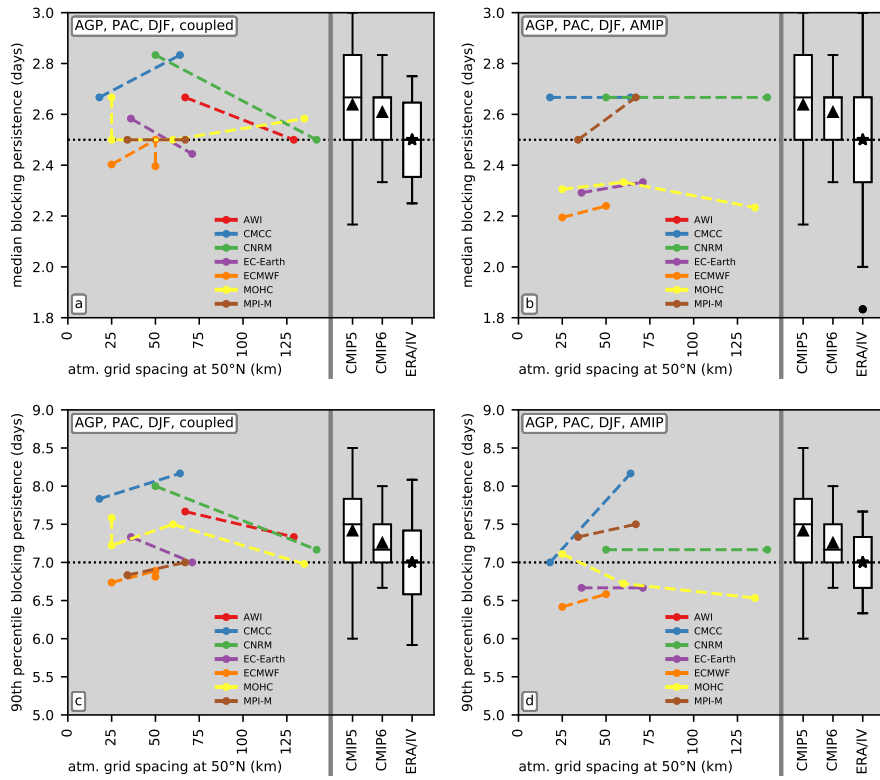 AGP, PAC, DJF, coupled
median blocking persistence (days)
3.0
2.8
2.6
2.4
2.2
2.0
1.8
AWI
CMCC
CNRM
EC-Earth
ECMWF
MOHC
MPI-M
a
0
25
50
75
100
125
atm. grid spacing at 50°N (km)
CMIP5
CMIP6
ERA/IV
AGP, PAC, DJF, AMIP
median blocking persistence (days)
3.0
2.8
2.6
2.4
2.2
2.0
1.8
AWI
CMCC
CNRM
EC-Earth
ECMWF
MOHC
MPI-M
b
0
25
50
75
100
125
atm. grid spacing at 50°N (km)
CMIP5
CMIP6
ERA/IV
AGP, PAC, DJF, coupled
90th percentile blocking persistence (days)
9.0
8.5
8.0
7.5
7.0
6.5
6.0
5.5
5.0
AWI
CMCC
CNRM
EC-Earth
ECMWF
MOHC
MPI-M
c
0
25
50
75
100
125
atm. grid spacing at 50°N (km)
CMIP5
CMIP6
ERA/IV
AGP, PAC, DJF, AMIP
90th percentile blocking persistence (days)
9.0
8.5
8.0
7.5
7.0
6.5
6.0
5.5
5.0
AWI
CMCC
CNRM
EC-Earth
ECMWF
MOHC
MPI-M
d
0
25
50
75
100
125
atm. grid spacing at 50°N (km)
CMIP5
CMIP6
ERA/IV